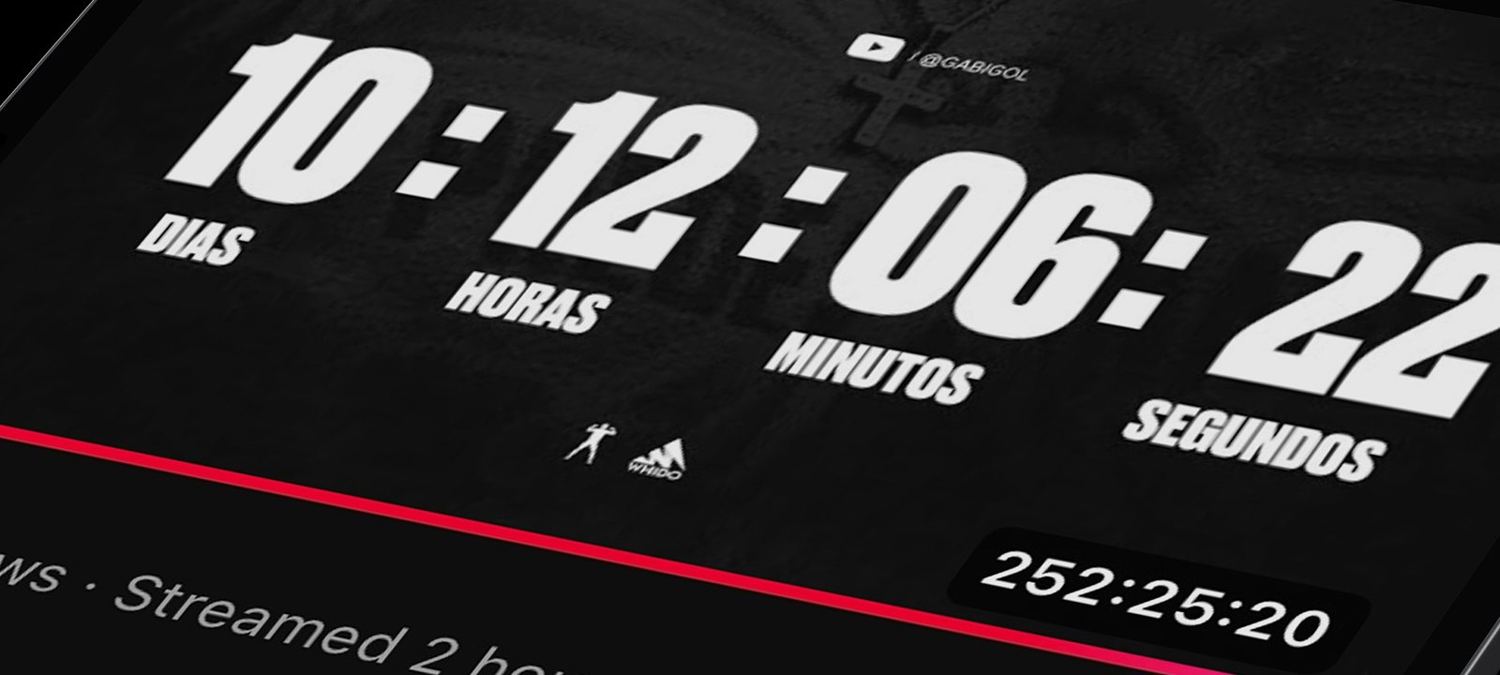 / @GABIGOL
10 : 12 : 06 : 22
DIAS HORAS MINUTOS SEGUNDOS
WHIDO
252:25:20
ws · Streamed 2 ho